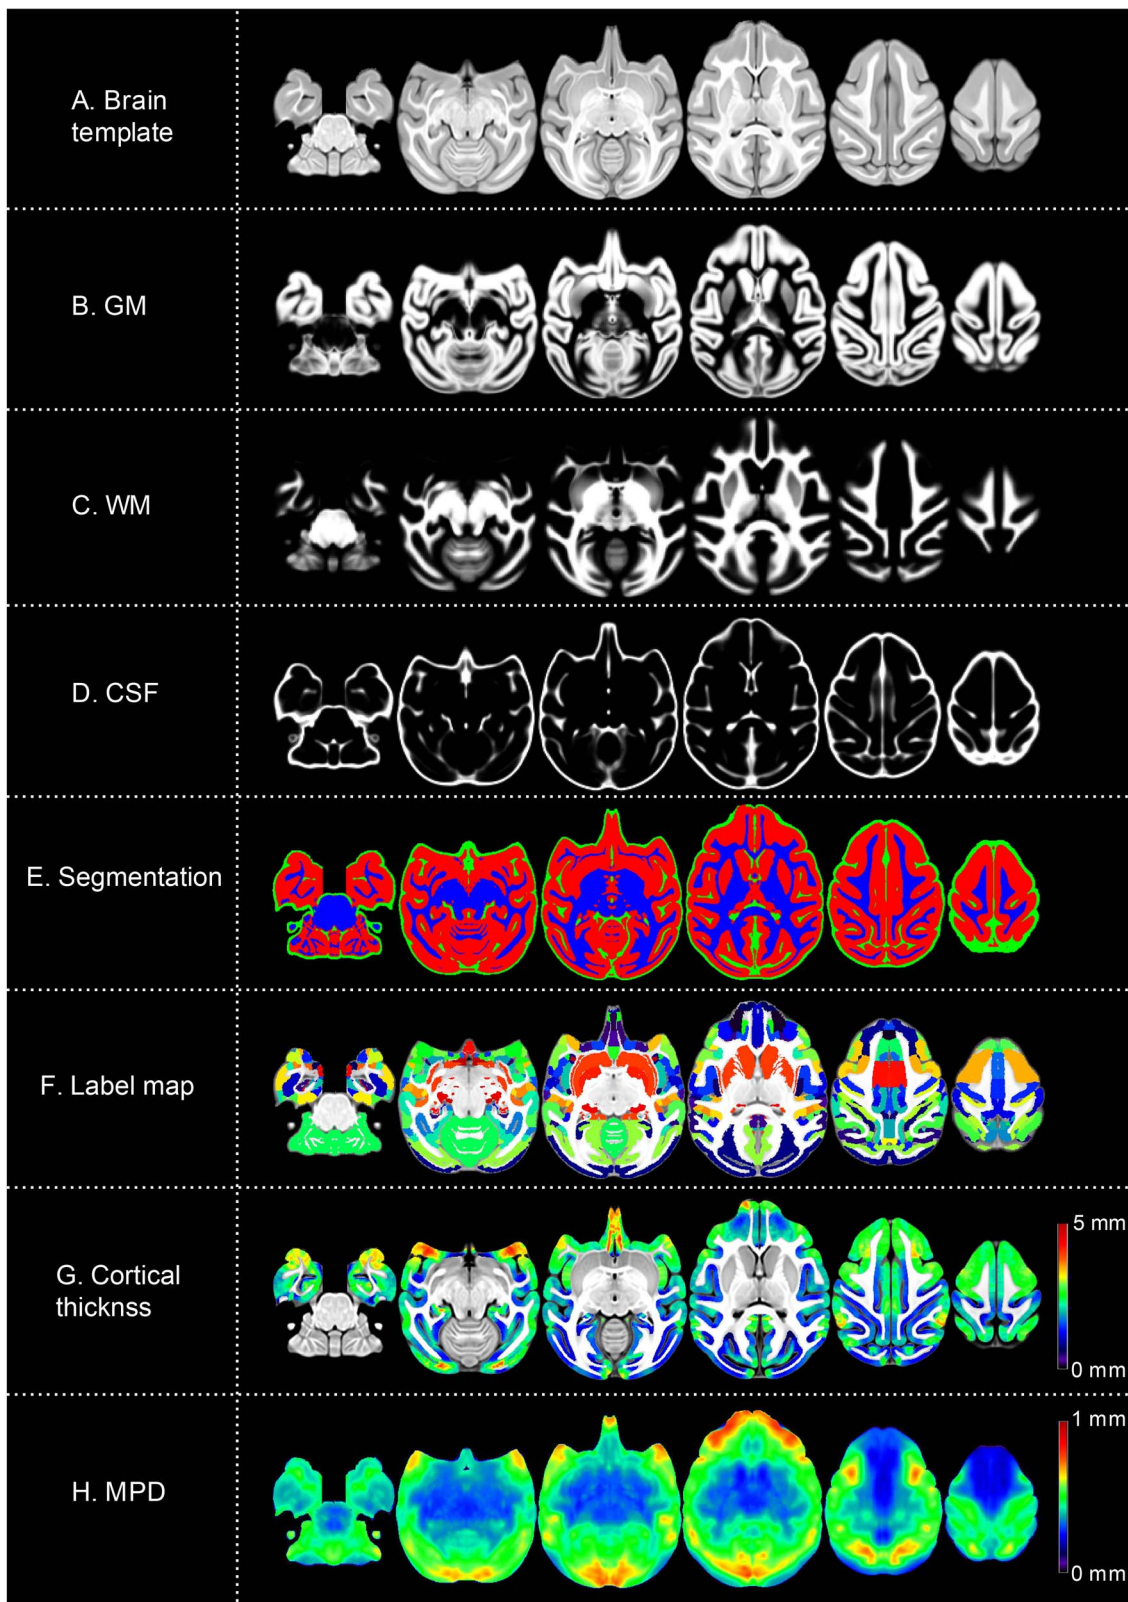 A. Brain
template
B. GM
C. WM
D. CSF
E. Segmentation
F. Label map
G. Cortical
thicknss
5 mm
0 mm
H. MPD
1 mm
0 mm